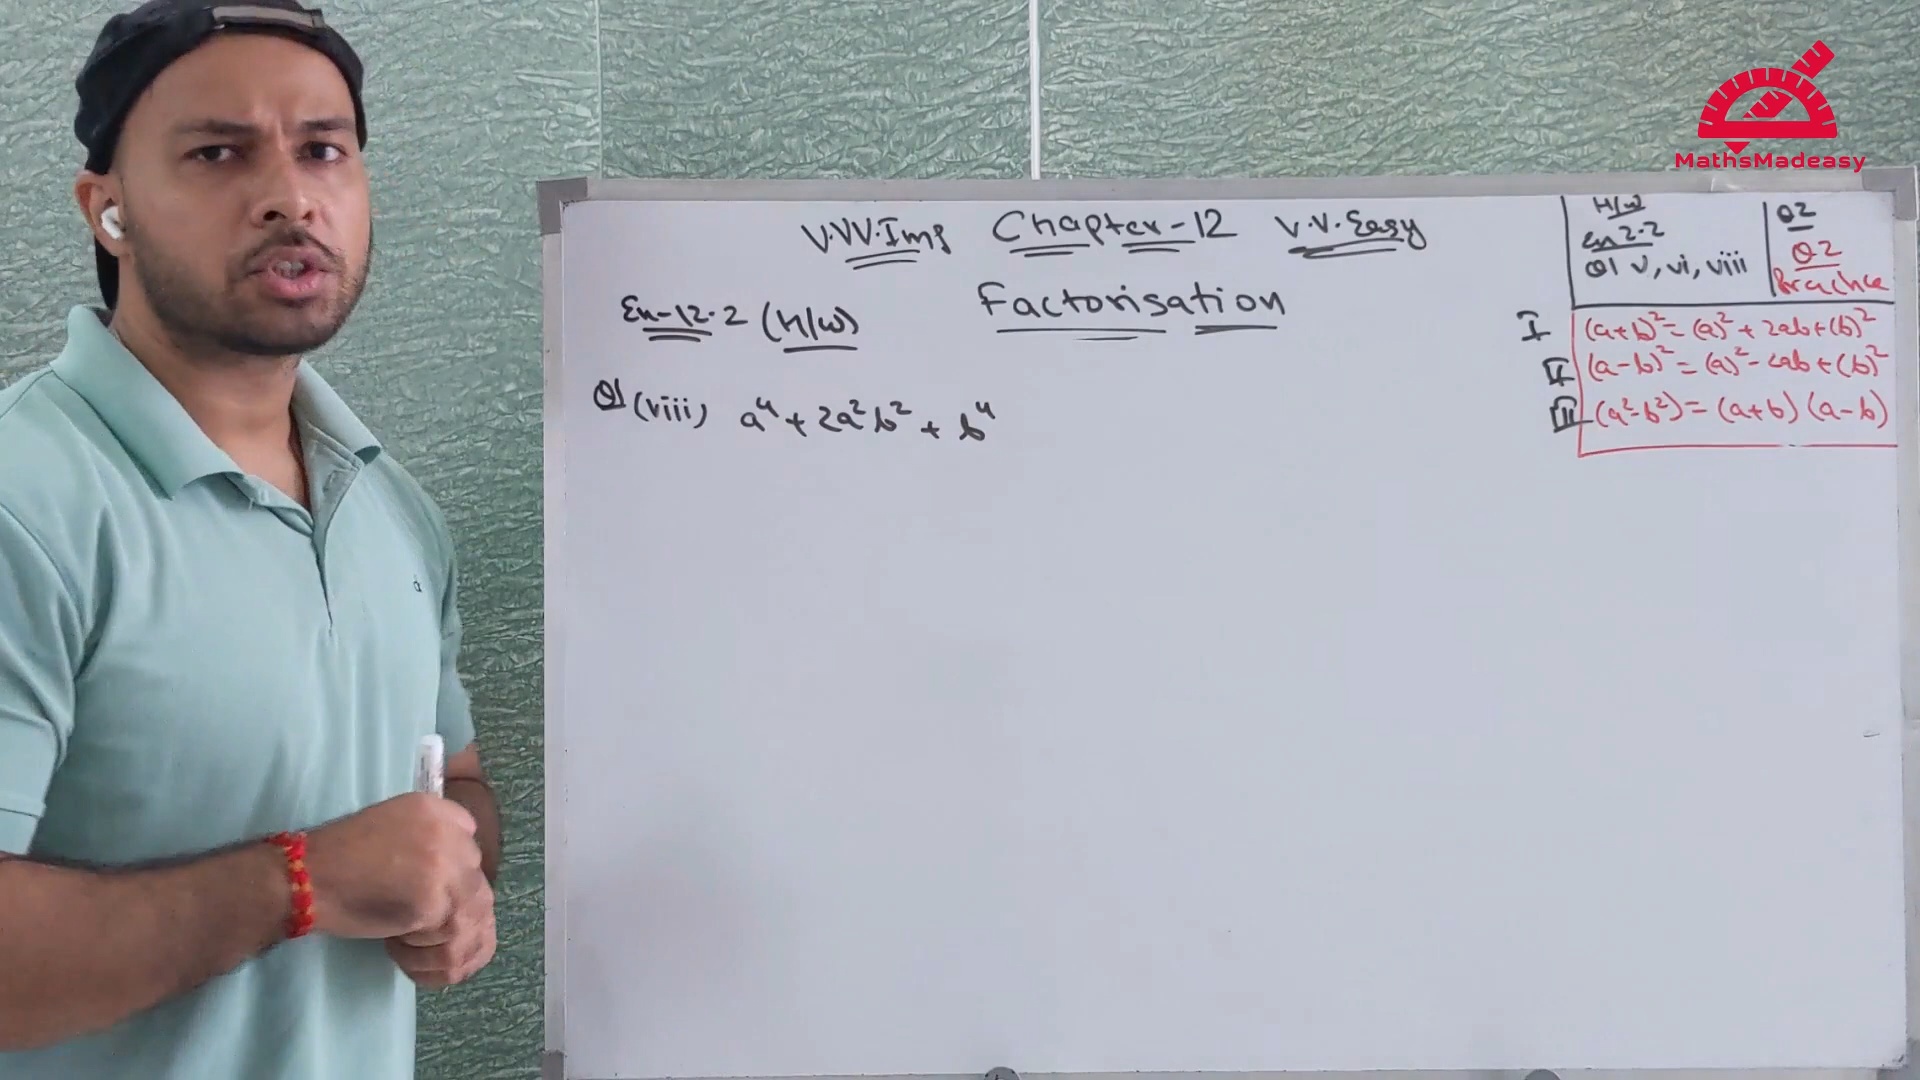 MathsMadeasy
V.VV.Imp Chapter-12 V.V.Easy
Factorisation
Ex-12.2 (H/w)
Q1 (viii) a⁴ + 2a²b² + b⁴
H/w
Ex 2.2
Q1 v, vi, viii
Q2
Q2
Practice
I (a+b)² = (a)² + 2ab + (b)²
II (a-b)² = (a)² - 2ab + (b)²
III (a²-b²) = (a+b) (a-b)